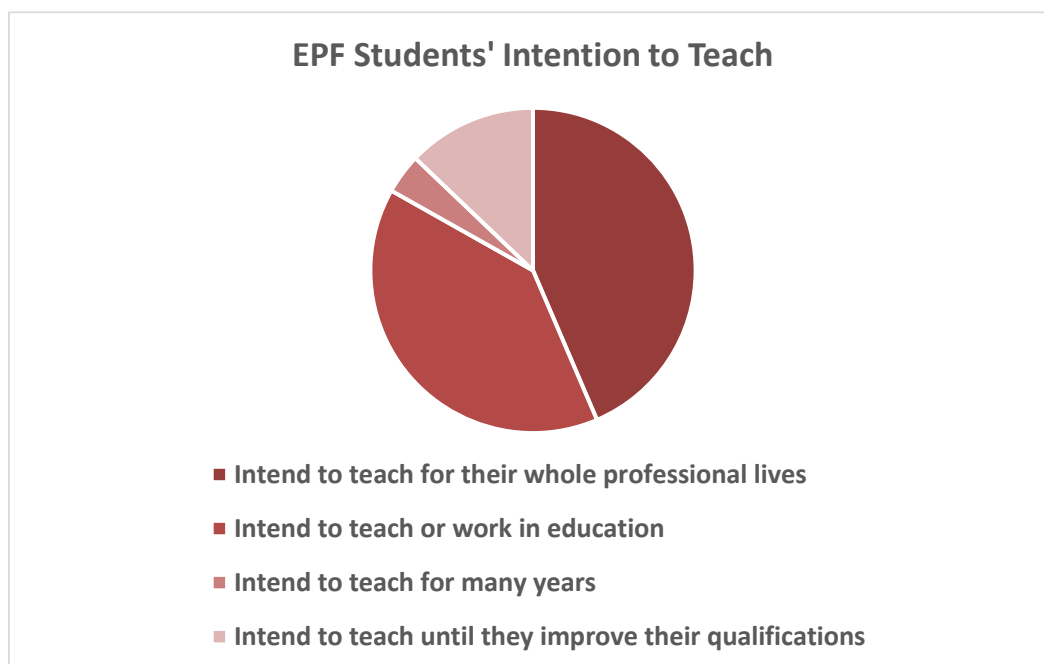 EPF Students' Intention to Teach
Intend to teach for their whole professional lives
Intend to teach or work in education
Intend to teach for many years
Intend to teach until they improve their qualifications